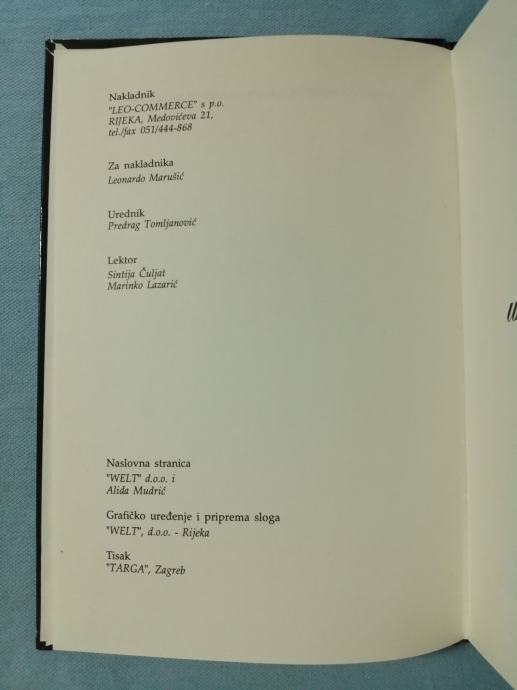 Nakladnik
"LEO-COMMERCE" s p.o.
RIJEKA, Medovićeva 21,
tel./fax 051/444-868
Za nakladnika
Leonardo Marušić
Urednik
Predrag Tomljanović
Lektor
Sintija Čuljat
Marinko Lazarić
Naslovna stranica
"WELT" d.o.o. i
Alida Mudrić
Grafičko uređenje i priprema sloga
"WELT", d.o.o. - Rijeka
Tisak
"TARGA", Zagreb